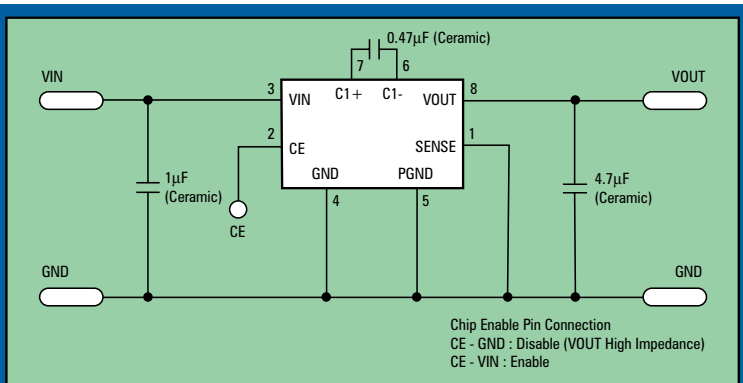 0.47µF (Ceramic)
7 6
VIN
VOUT
3 VIN C1+ C1- VOUT 8
2 CE SENSE 1
GND PGND
4 5
1µF
(Ceramic)
CE
4.7µF
(Ceramic)
GND
GND
Chip Enable Pin Connection
CE - GND : Disable (VOUT High Impedance)
CE - VIN : Enable